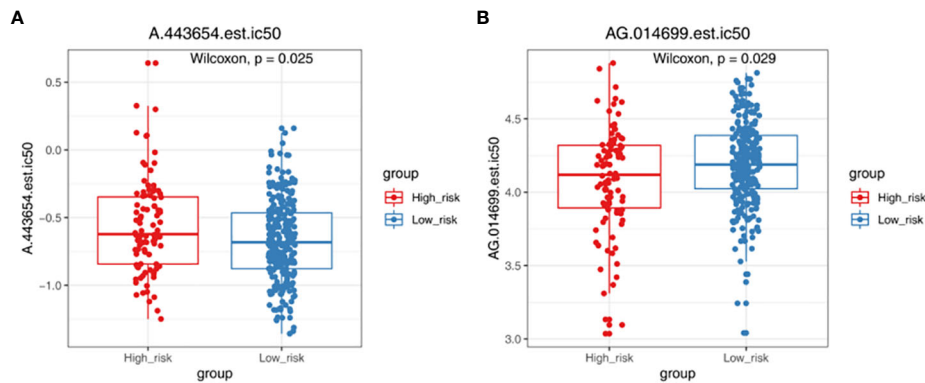 A
A.443654.est.ic50
Wilcoxon, p = 0.025
A.443654.est.ic50
0.5
0.0
−0.5
−1.0
High_risk
Low_risk
group
group
High_risk
Low_risk
B
AG.014699.est.ic50
Wilcoxon, p = 0.029
AG.014699.est.ic50
4.5
4.0
3.5
3.0
High_risk
Low_risk
group
group
High_risk
Low_risk